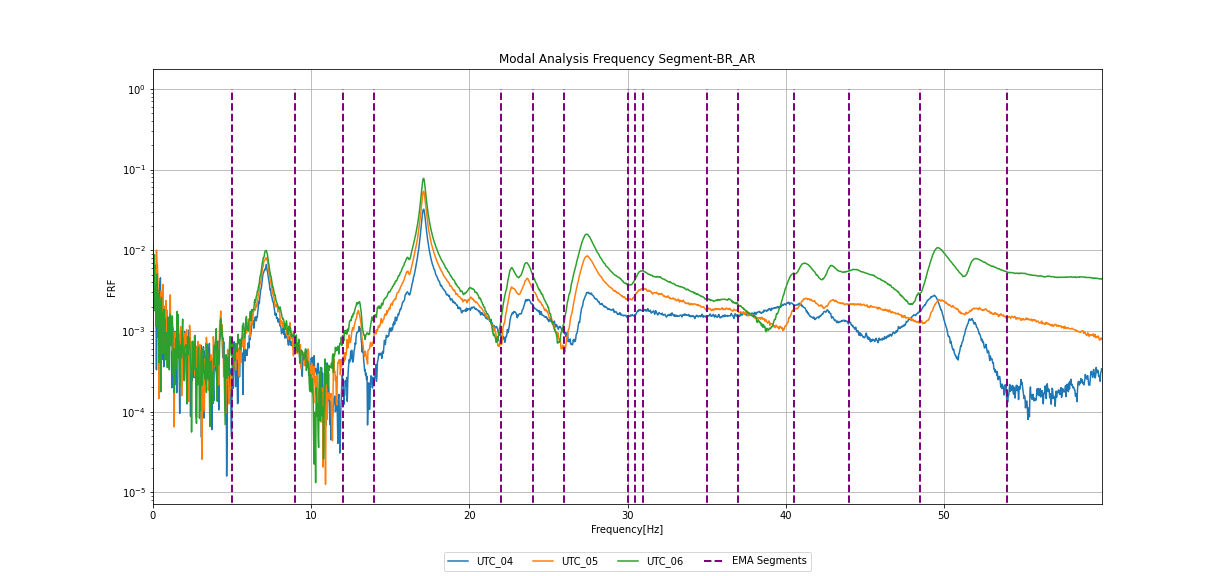 Modal Analysis Frequency Segment-BR_AR
FRF
10⁰
10⁻¹
10⁻²
10⁻³
10⁻⁴
10⁻⁵
0 10 20 30 40 50
Frequency[Hz]
UTC_04 UTC_05 UTC_06 EMA Segments